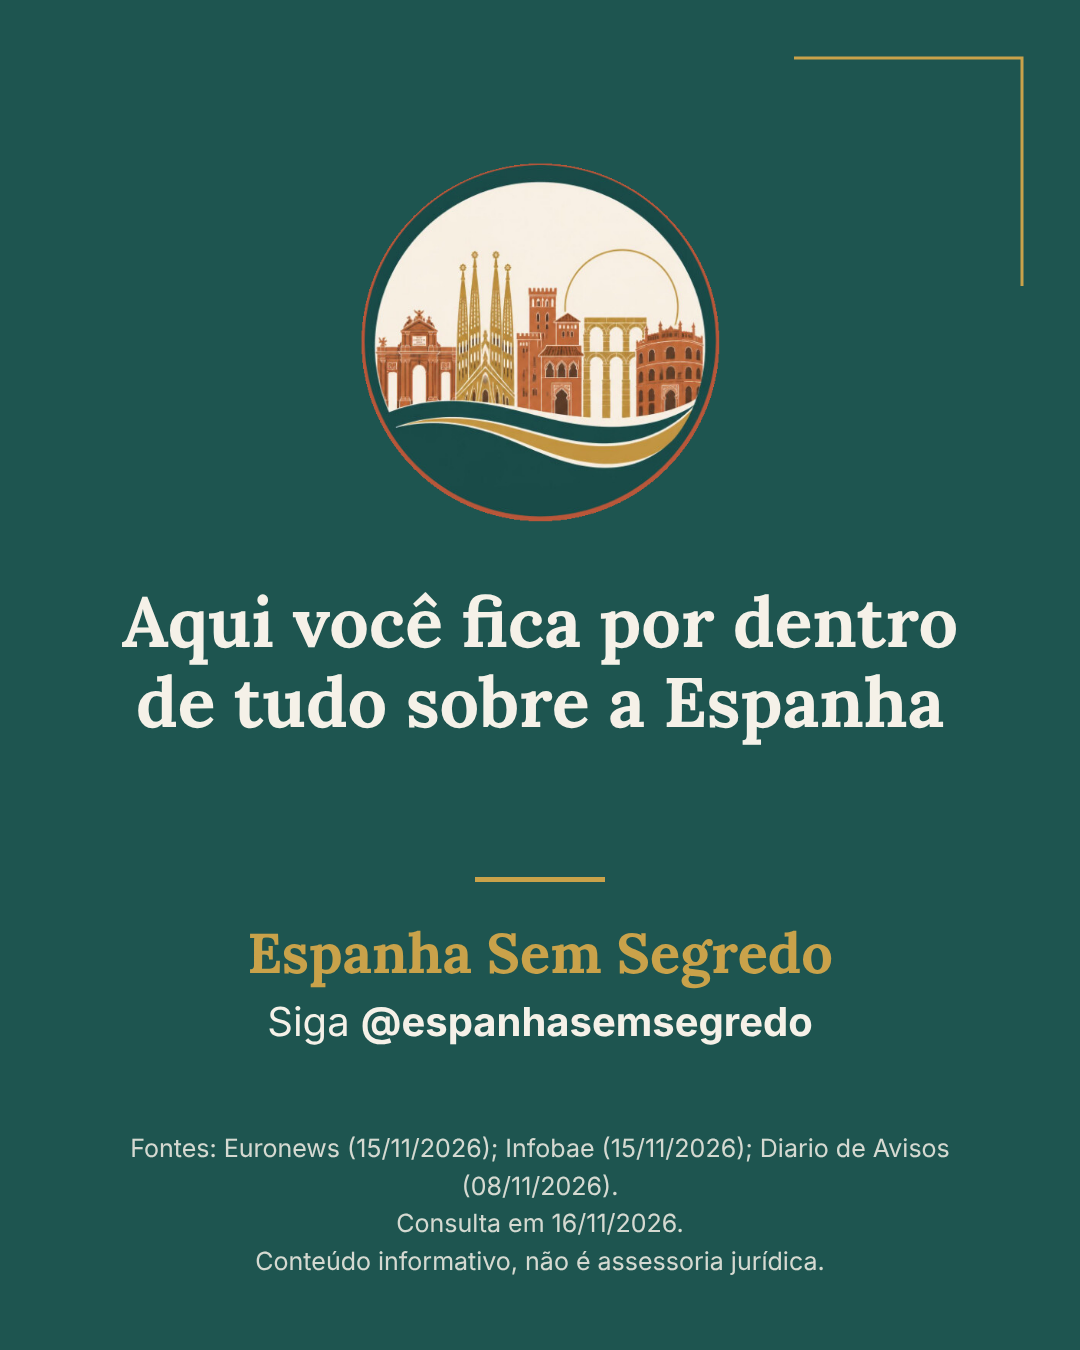 Aqui você fica por dentro
de tudo sobre a Espanha
Espanha Sem Segredo
Siga @espanhasemsegredo
Fontes: Euronews (15/11/2026); Infobae (15/11/2026); Diario de Avisos
(08/11/2026).
Consulta em 16/11/2026.
Conteúdo informativo, não é assessoria jurídica.